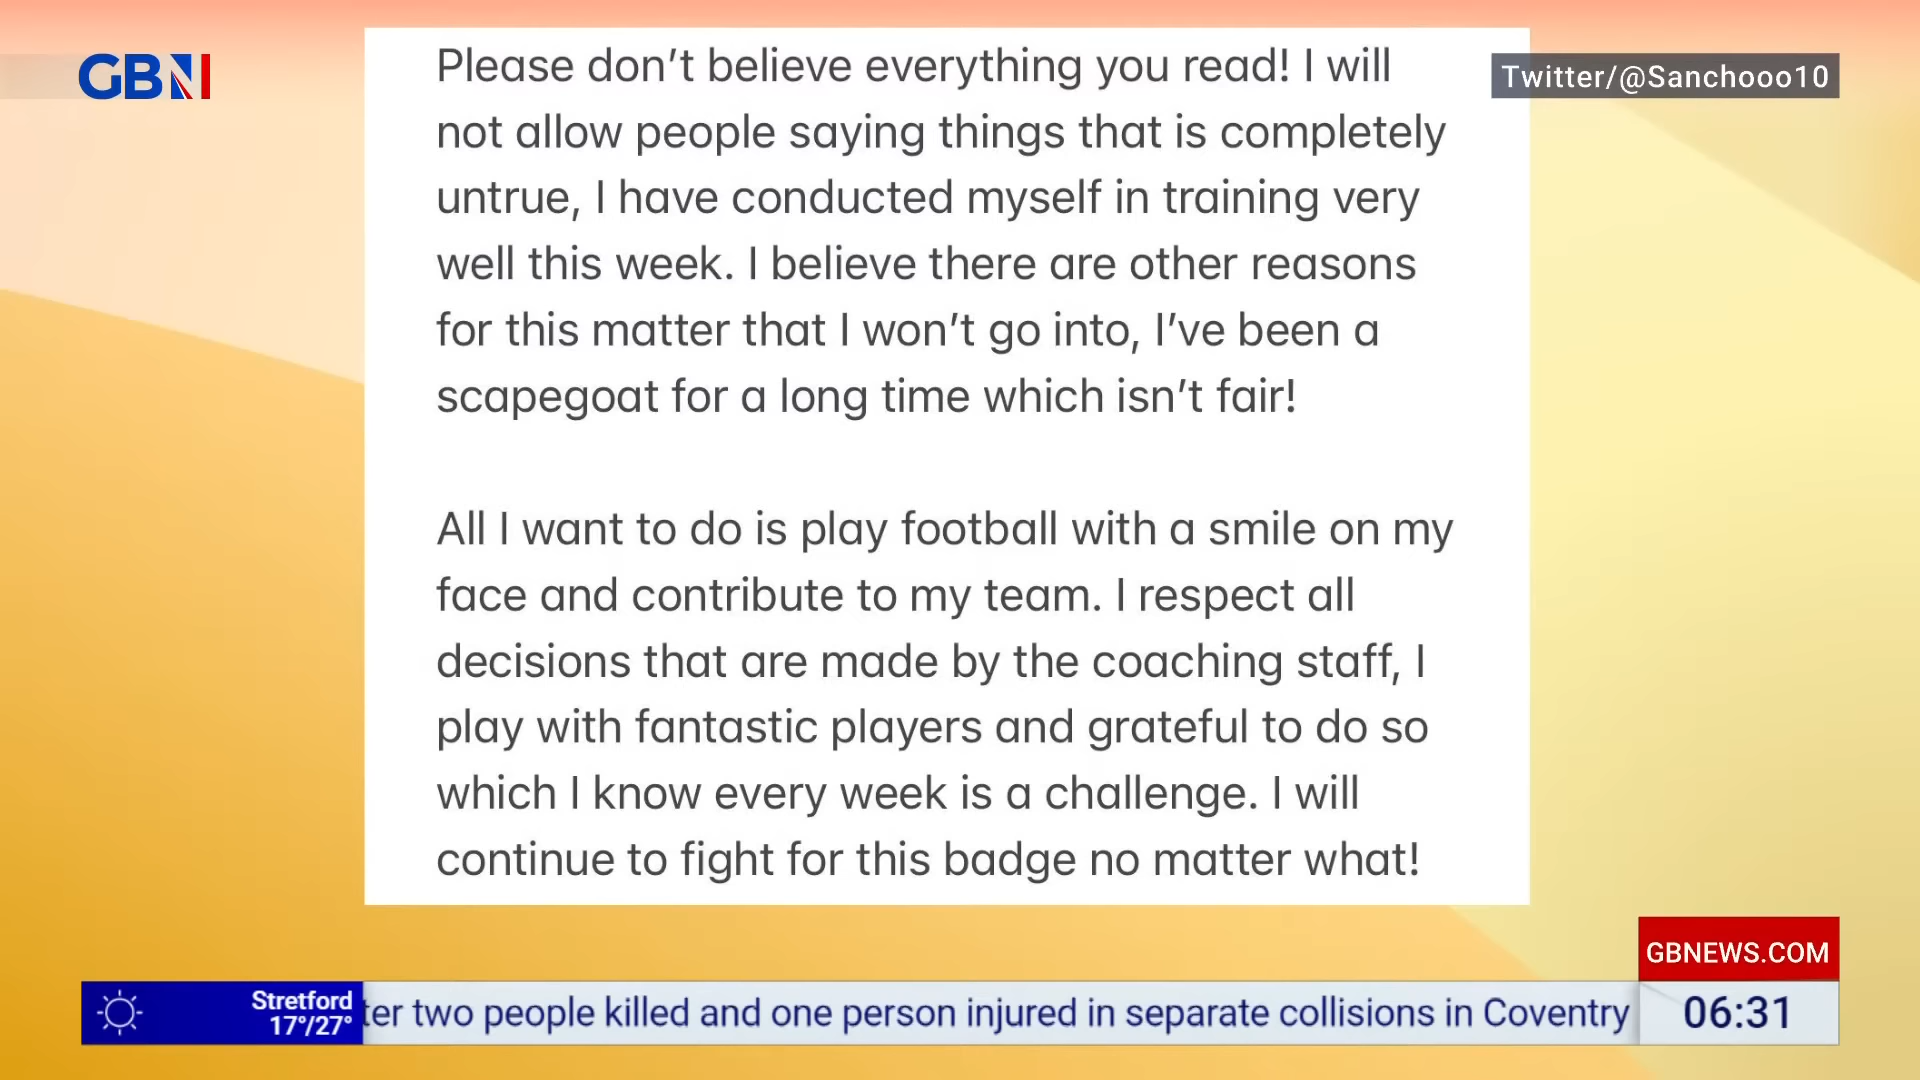 GBN
Twitter/@Sanchooo10
Please don't believe everything you read! I will
not allow people saying things that is completely
untrue, I have conducted myself in training very
well this week. I believe there are other reasons
for this matter that I won't go into, I've been a
scapegoat for a long time which isn't fair!
All I want to do is play football with a smile on my
face and contribute to my team. I respect all
decisions that are made by the coaching staff, I
play with fantastic players and grateful to do so
which I know every week is a challenge. I will
continue to fight for this badge no matter what!
GBNEWS.COM
Stretford
17°/27°
ter two people killed and one person injured in separate collisions in Coventry
06:31